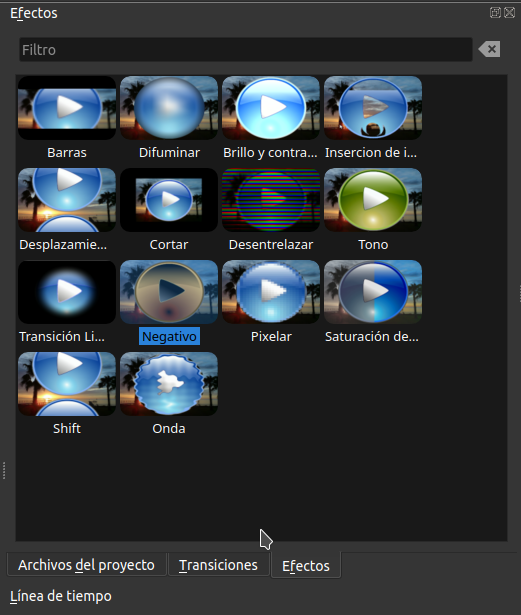 Efectos
Filtro
Barras
Difuminar
Brillo y contra...
Insercion de i...
Desplazamie...
Cortar
Desentrelazar
Tono
Transición Li...
Negativo
Pixelar
Saturación de...
Shift
Onda
Archivos del proyecto
Transiciones
Efectos
Línea de tiempo